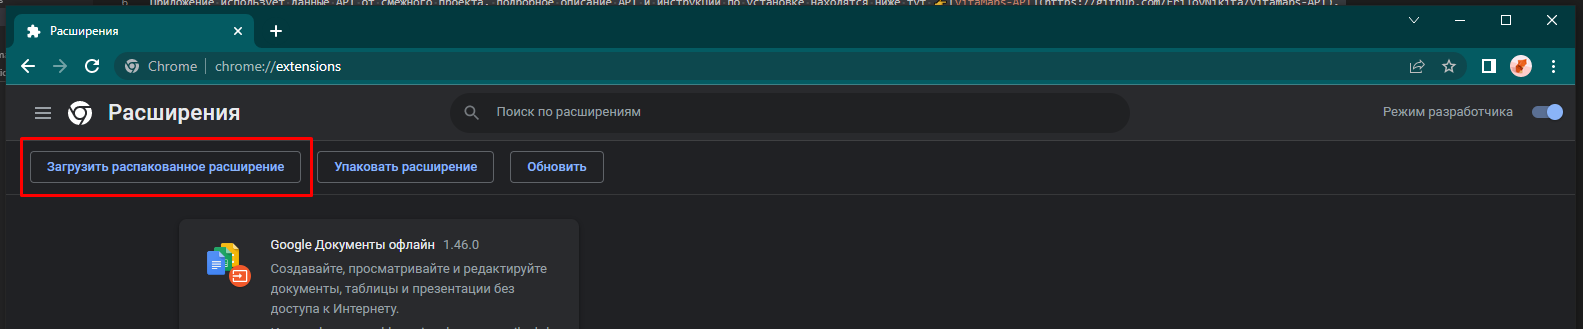 Приложение использует данные API от смежного проекта, подробное описание API и инструкции по установке находятся ниже тут
Расширения
Chrome chrome://extensions
Расширения
Поиск по расширениям
Режим разработчика
Загрузить распакованное расширение
Упаковать расширение
Обновить
Google Документы офлайн 1.46.0
Создавайте, просматривайте и редактируйте
документы, таблицы и презентации без
доступа к Интернету.